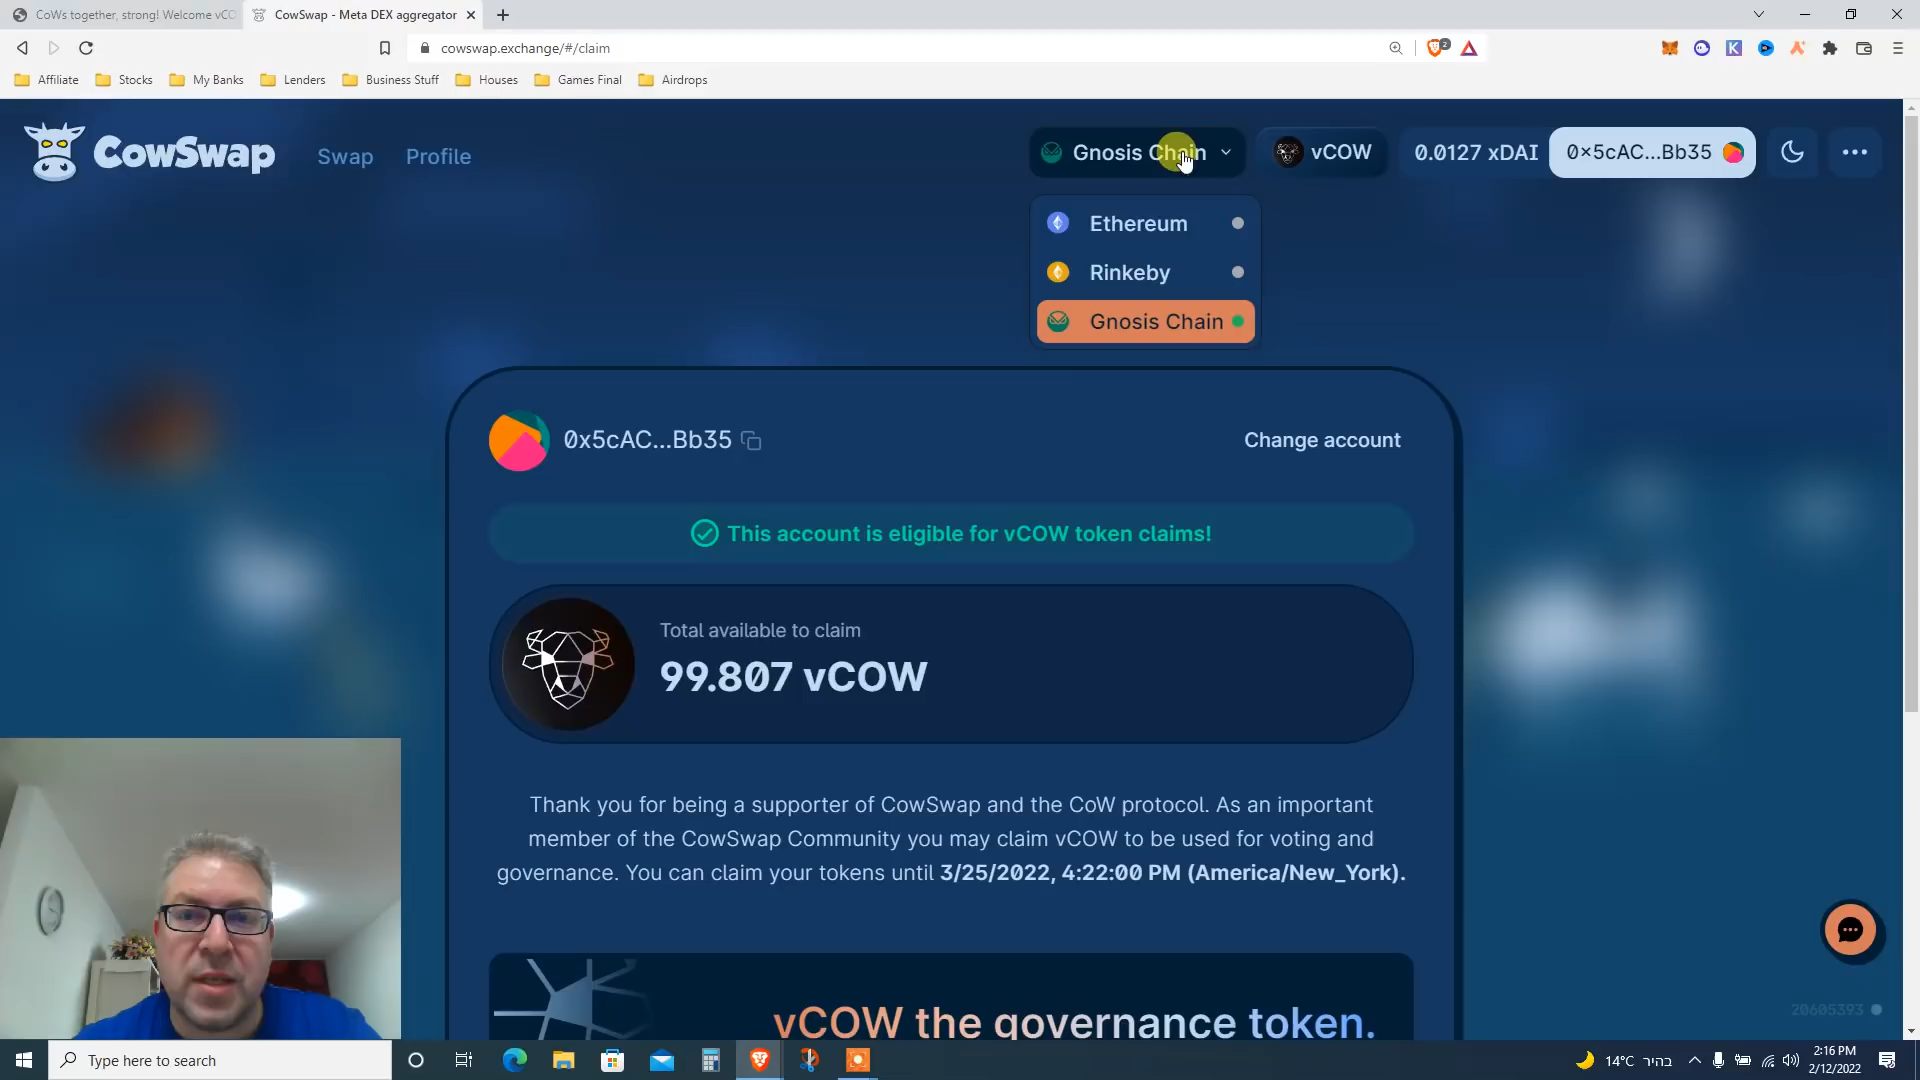 CoWs together, strong! Welcome vCO
CowSwap - Meta DEX aggregator
cowswap.exchange/#/claim
2
Affiliate
Stocks
My Banks
Lenders
Business Stuff
Houses
Games Final
Airdrops
CowSwap
Swap
Profile
Gnosis Chain
vCOW
0.0127 xDAI
0×5cAC...Bb35
Ethereum
Rinkeby
Gnosis Chain
0x5cAC...Bb35
Change account
This account is eligible for vCOW token claims!
Total available to claim
99.807 vCOW
Thank you for being a supporter of CowSwap and the CoW protocol. As an important
member of the CowSwap Community you may claim vCOW to be used for voting and
governance. You can claim your tokens until 3/25/2022, 4:22:00 PM (America/New_York).
vCOW the governance token.
20605393
Type here to search
14°C בהיר
2:16 PM
2/12/2022